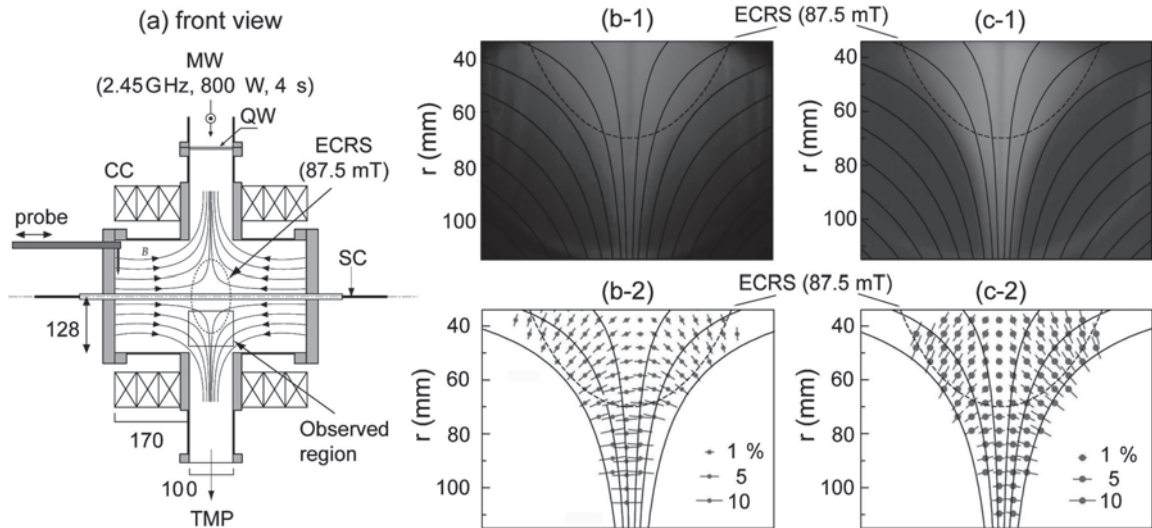 (a) front view
MW
(2.45GHz, 800 W, 4 s)
QW
ECRS
(87.5 mT)
CC
probe
B
SC
128
170
Observed
region
100
TMP
(b-1)
ECRS (87.5 mT)
(c-1)
r (mm)
40
60
80
100
r (mm)
40
60
80
100
(b-2)
ECRS (87.5 mT)
(c-2)
r (mm)
40
60
80
100
1 %
5
10
r (mm)
40
60
80
100
1 %
5
10